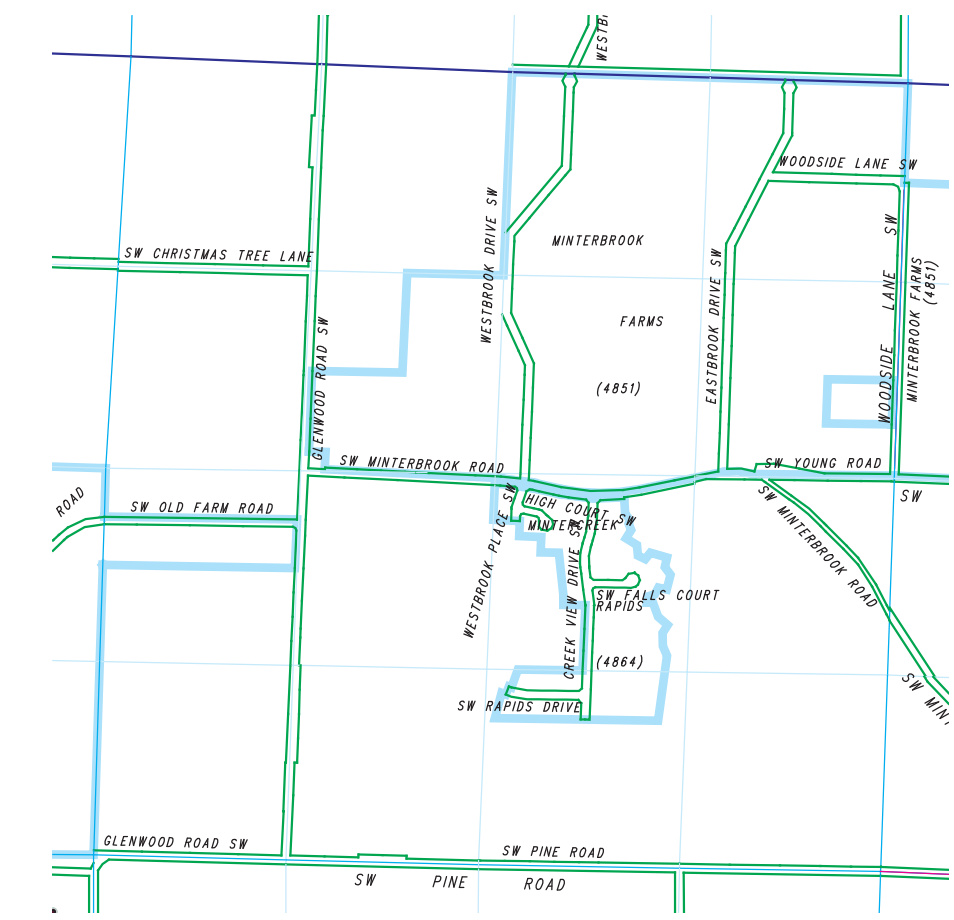 WESTBR
WOODSIDE LANE SW
WESTBROOK DRIVE SW
MINTERBROOK
SW CHRISTMAS TREE LANE
EASTBROOK DRIVE SW
WOODSIDE LANE SW
MINTERBROOK FARMS
(4851)
FARMS
GLENWOOD ROAD SW
(4851)
SW MINTERBROOK ROAD
SW YOUNG ROAD
SW
ROAD
SW OLD FARM ROAD
HIGH COURT SW
MINTERCREEK
WESTBROOK PLACE SW
SW MINTERBROOK ROAD
CREEK VIEW DRIVE SW
SW FALLS COURT
RAPIDS
(4864)
SW MIN
SW RAPIDS DRIVE
GLENWOOD ROAD SW
SW PINE ROAD
SW PINE ROAD